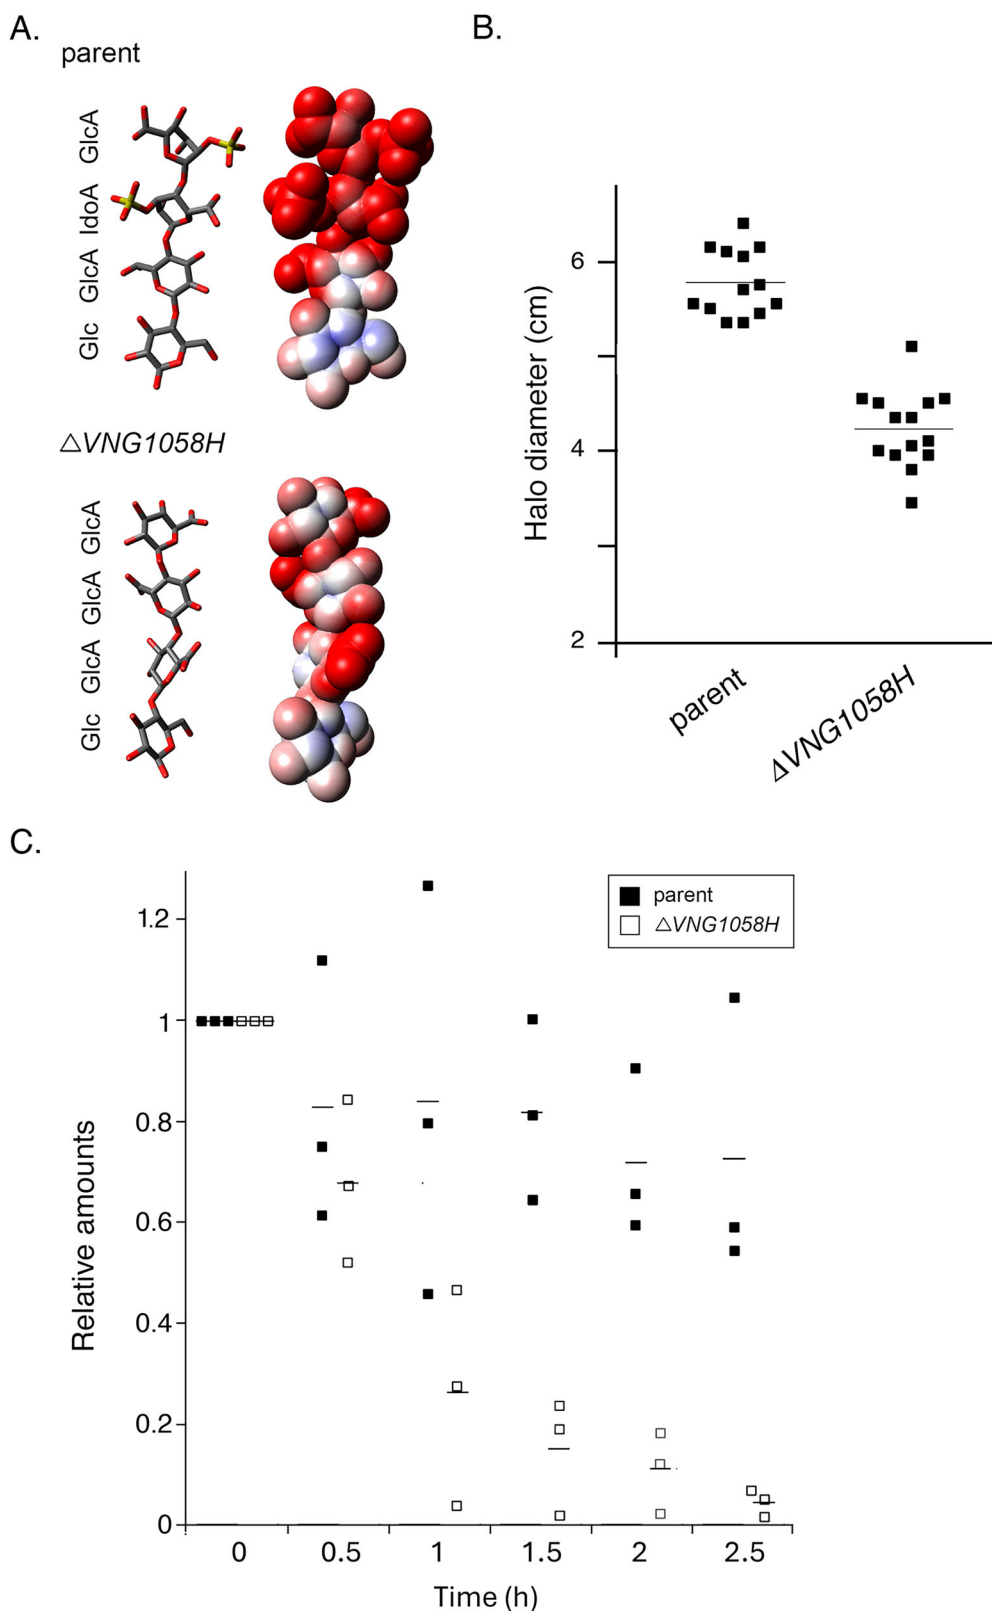 A.
parent
GlcA
IdoA
GlcA
Glc
△VNG1058H
GlcA
GlcA
GlcA
Glc
B.
Halo diameter (cm)
6
4
2
parent
ΔVNG1058H
C.
parent
△VNG1058H
Relative amounts
1.2
1
0.8
0.6
0.4
0.2
0
0 0.5 1 1.5 2 2.5
Time (h)